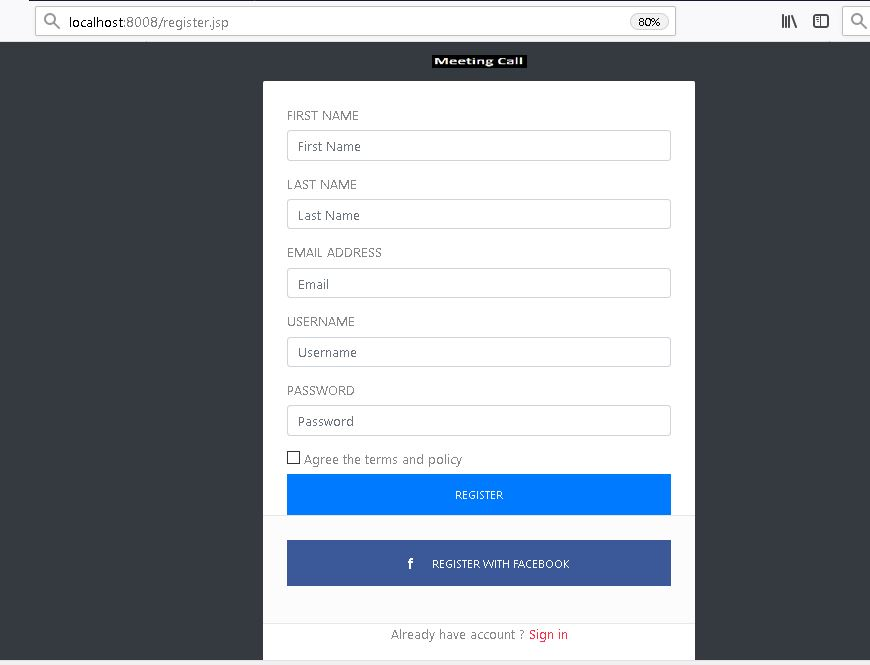 localhost:8008/register.jsp 80%
Meeting Call
FIRST NAME
First Name
LAST NAME
Last Name
EMAIL ADDRESS
Email
USERNAME
Username
PASSWORD
Password
Agree the terms and policy
REGISTER
f REGISTER WITH FACEBOOK
Already have account ? Sign in